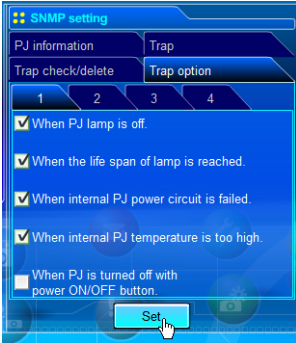 SNMP setting
PJ information
Trap
Trap check/delete
Trap option
1
2
3
4
When PJ lamp is off.
When the life span of lamp is reached.
When internal PJ power circuit is failed.
When internal PJ temperature is too high.
When PJ is turned off with
power ON/OFF button.
Set